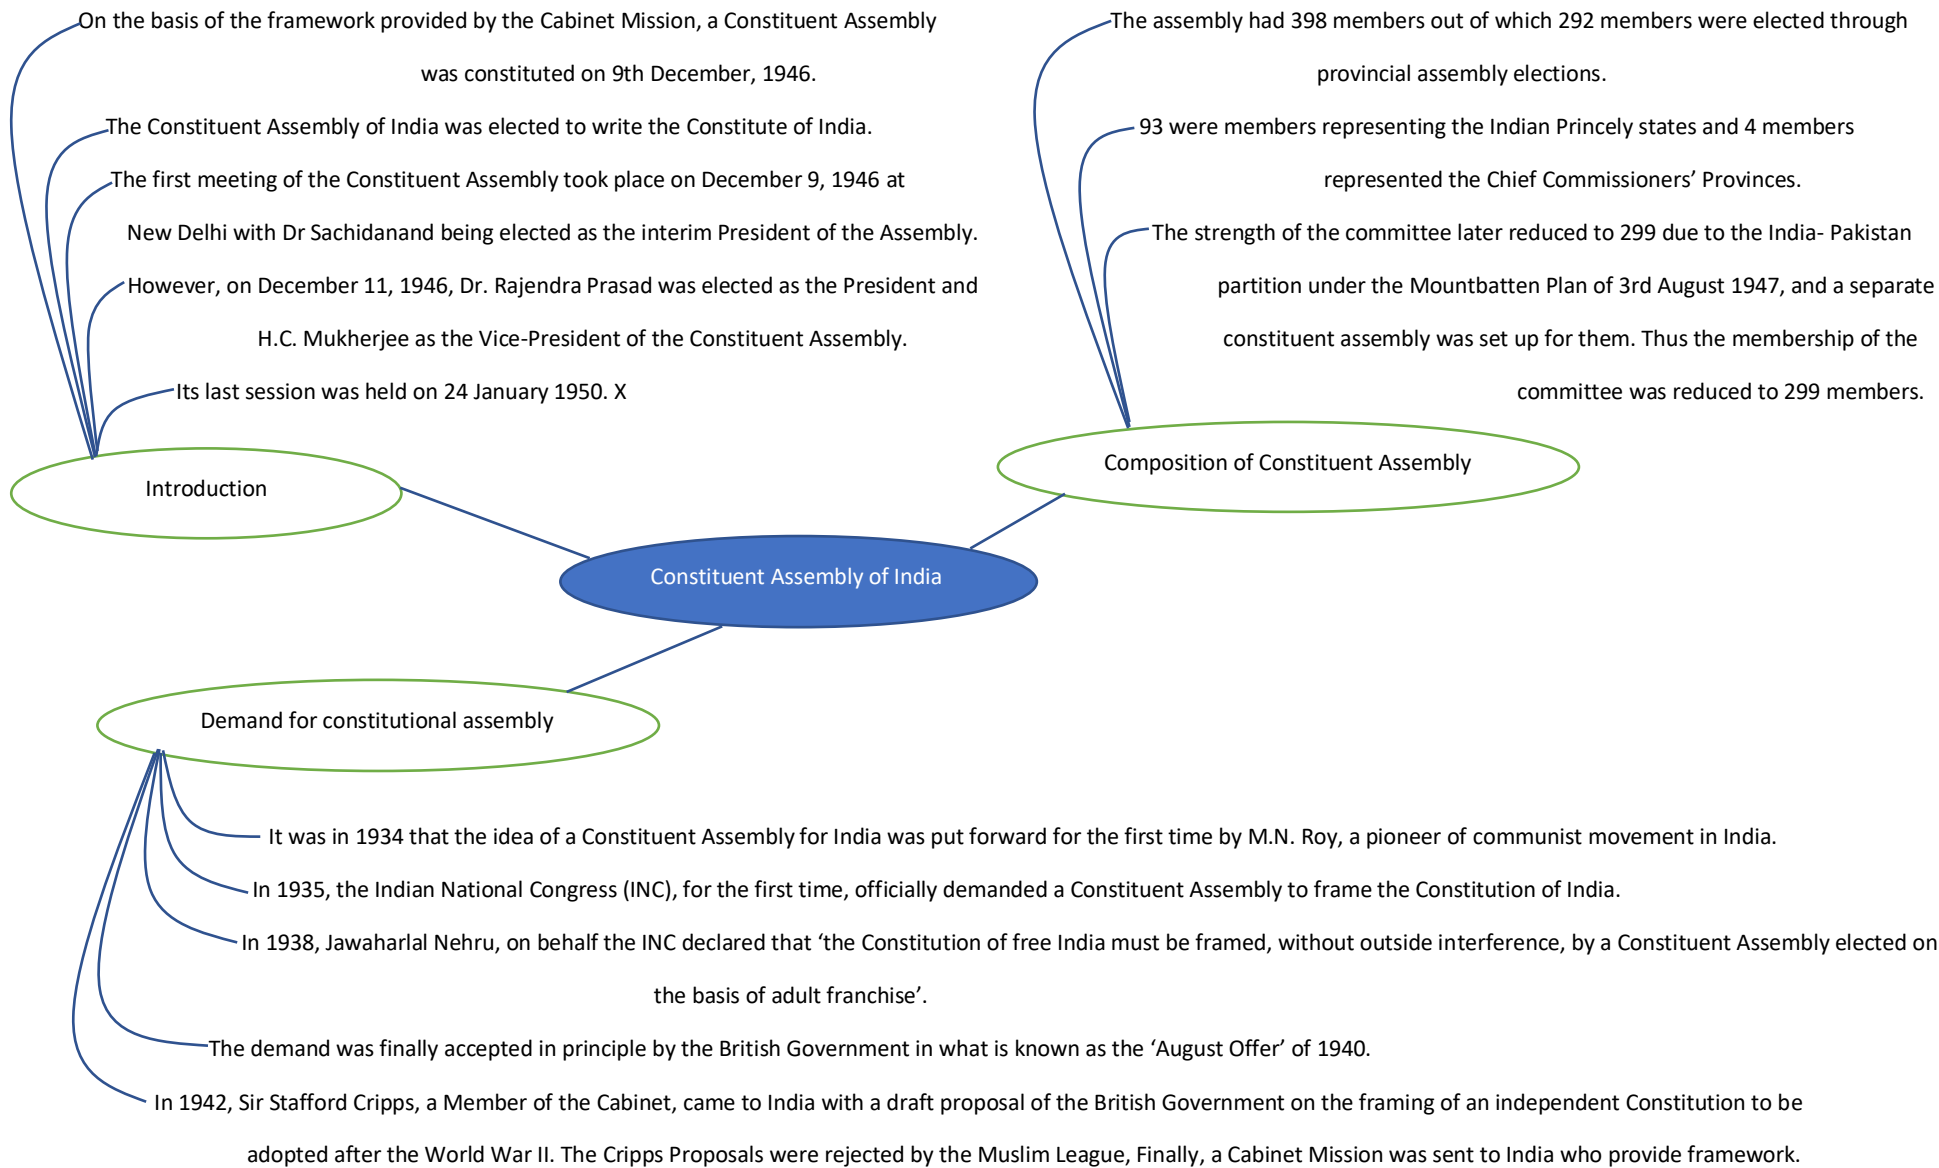 On the basis of the framework provided by the Cabinet Mission, a Constituent Assembly
was constituted on 9th December, 1946.
The Constituent Assembly of India was elected to write the Constitute of India.
The first meeting of the Constituent Assembly took place on December 9, 1946 at
New Delhi with Dr Sachidanand being elected as the interim President of the Assembly.
However, on December 11, 1946, Dr. Rajendra Prasad was elected as the President and
H.C. Mukherjee as the Vice-President of the Constituent Assembly.
Its last session was held on 24 January 1950. X
Introduction
The assembly had 398 members out of which 292 members were elected through
provincial assembly elections.
93 were members representing the Indian Princely states and 4 members
represented the Chief Commissioners’ Provinces.
The strength of the committee later reduced to 299 due to the India- Pakistan
partition under the Mountbatten Plan of 3rd August 1947, and a separate
constituent assembly was set up for them. Thus the membership of the
committee was reduced to 299 members.
Composition of Constituent Assembly
Constituent Assembly of India
Demand for constitutional assembly
It was in 1934 that the idea of a Constituent Assembly for India was put forward for the first time by M.N. Roy, a pioneer of communist movement in India.
In 1935, the Indian National Congress (INC), for the first time, officially demanded a Constituent Assembly to frame the Constitution of India.
In 1938, Jawaharlal Nehru, on behalf the INC declared that ‘the Constitution of free India must be framed, without outside interference, by a Constituent Assembly elected on
the basis of adult franchise’.
The demand was finally accepted in principle by the British Government in what is known as the ‘August Offer’ of 1940.
In 1942, Sir Stafford Cripps, a Member of the Cabinet, came to India with a draft proposal of the British Government on the framing of an independent Constitution to be
adopted after the World War II. The Cripps Proposals were rejected by the Muslim League, Finally, a Cabinet Mission was sent to India who provide framework.